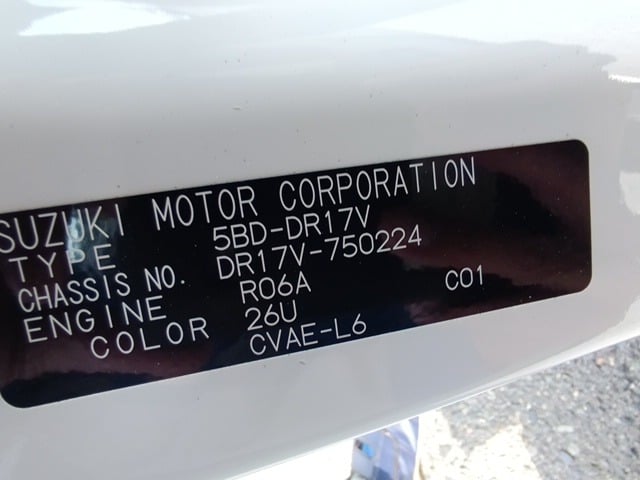 SUZUKI MOTOR CORPORATION
TYPE 5BD-DR17V
CHASSIS NO. DR17V-750224
ENGINE R06A C01
COLOR 26U
CVAE-L6